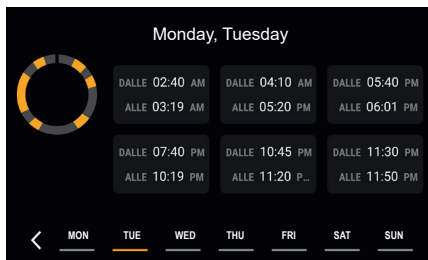 Monday, Tuesday
DALLE 02:40 AM
ALLE 03:19 AM
DALLE 04:10 AM
ALLE 05:20 PM
DALLE 05:40 PM
ALLE 06:01 PM
DALLE 07:40 PM
ALLE 10:19 PM
DALLE 10:45 PM
ALLE 11:20 P...
DALLE 11:30 PM
ALLE 11:50 PM
MON TUE WED THU FRI SAT SUN